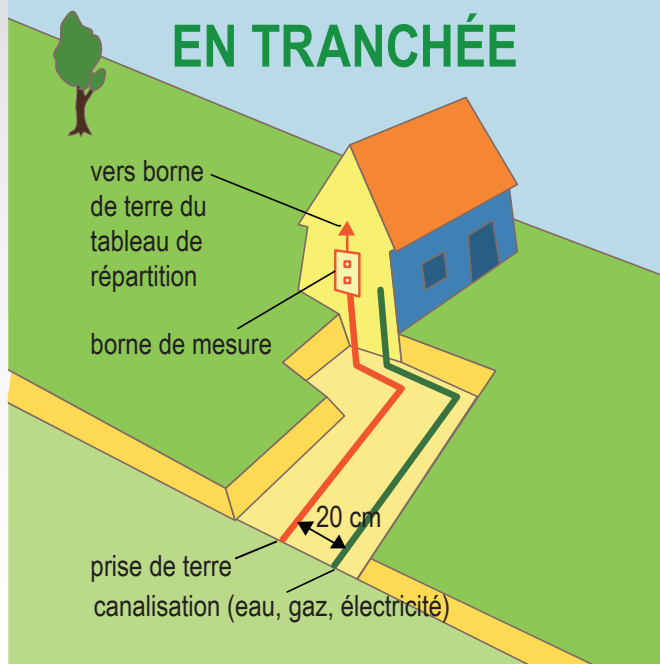 EN TRANCHÉE
vers borne
de terre du
tableau de
répartition
borne de mesure
20 cm
prise de terre
canalisation (eau, gaz, électricité)